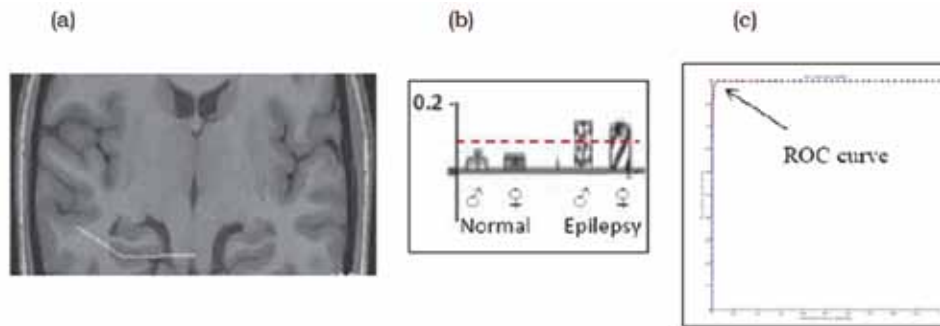 (a)
(b)
(c)
0.2
♂ ♀ ♂ ♀
Normal Epilepsy
ROC curve